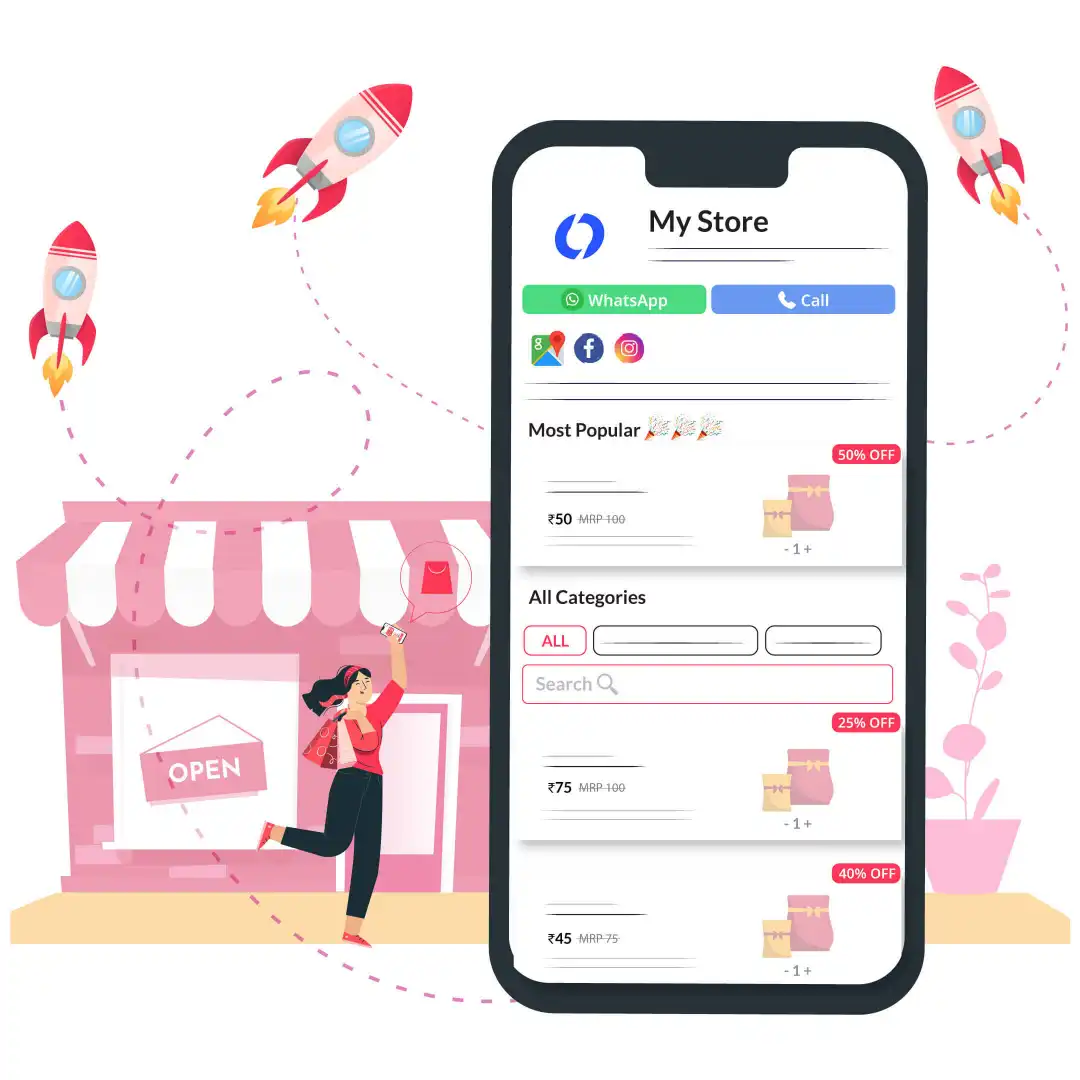 My Store
WhatsApp
Call
Most Popular
50% OFF
₹50 MRP 100
- 1 +
All Categories
ALL
Search
25% OFF
₹75 MRP 100
- 1 +
40% OFF
₹45 MRP 75
- 1 +
OPEN